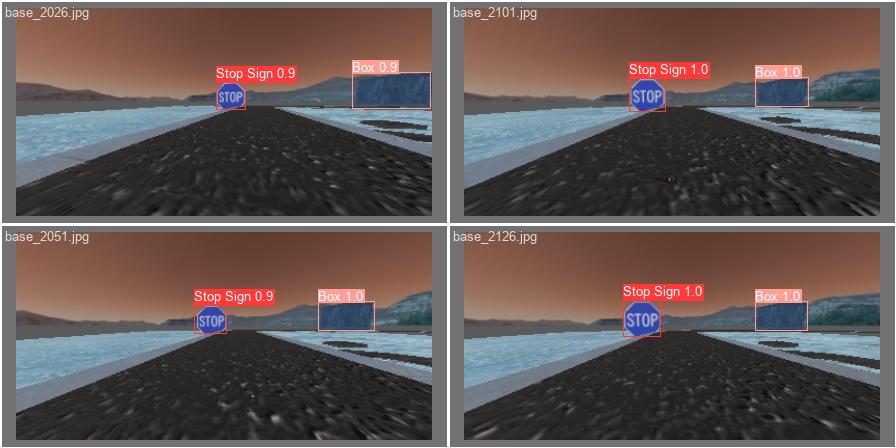 base_2026.jpg
Stop Sign 0.9
Box 0.9
STOP
base_2101.jpg
Stop Sign 1.0
Box 1.0
STOP
base_2051.jpg
Stop Sign 0.9
Box 1.0
STOP
base_2126.jpg
Stop Sign 1.0
Box 1.0
STOP